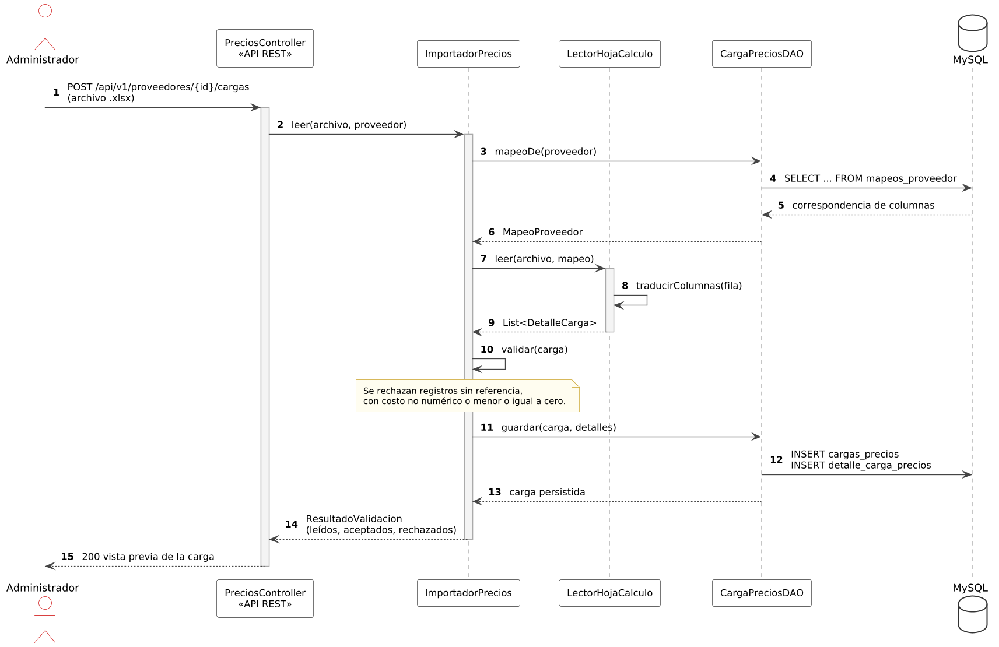 Administrador
PreciosController
«API REST»
ImportadorPrecios
LectorHojaCalculo
CargaPreciosDAO
MySQL
1 POST /api/v1/proveedores/{id}/cargas
(archivo .xlsx)
2 leer(archivo, proveedor)
3 mapeoDe(proveedor)
4 SELECT ... FROM mapeos_proveedor
5 correspondencia de columnas
6 MapeoProveedor
7 leer(archivo, mapeo)
8 traducirColumnas(fila)
9 List<DetalleCarga>
10 validar(carga)
Se rechazan registros sin referencia,
con costo no numérico o menor o igual a cero.
11 guardar(carga, detalles)
12 INSERT cargas_precios
INSERT detalle_carga_precios
13 carga persistida
14 ResultadoValidacion
(leídos, aceptados, rechazados)
15 200 vista previa de la carga
Administrador
PreciosController
«API REST»
ImportadorPrecios
LectorHojaCalculo
CargaPreciosDAO
MySQL